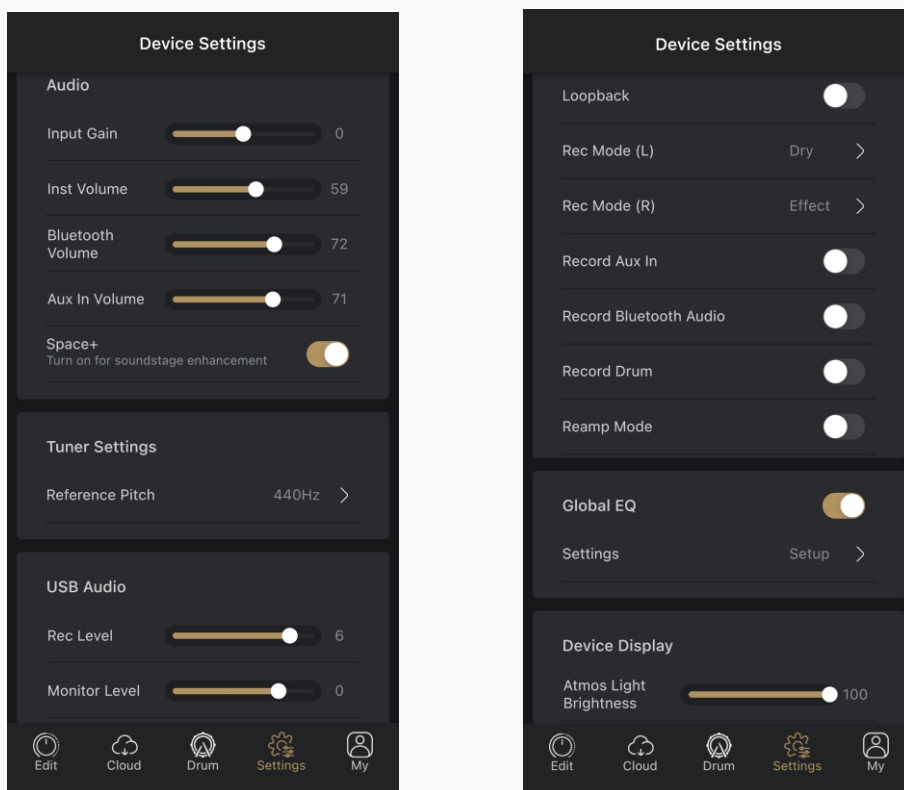 Device Settings
Audio
Input Gain 0
Inst Volume 59
Bluetooth
Volume 72
Aux In Volume 71
Space+
Turn on for soundstage enhancement
Tuner Settings
Reference Pitch 440Hz
USB Audio
Rec Level 6
Monitor Level 0
Edit Cloud Drum Settings My
Device Settings
Loopback
Rec Mode (L) Dry
Rec Mode (R) Effect
Record Aux In
Record Bluetooth Audio
Record Drum
Reamp Mode
Global EQ
Settings Setup
Device Display
Atmos Light
Brightness 100
Edit Cloud Drum Settings My